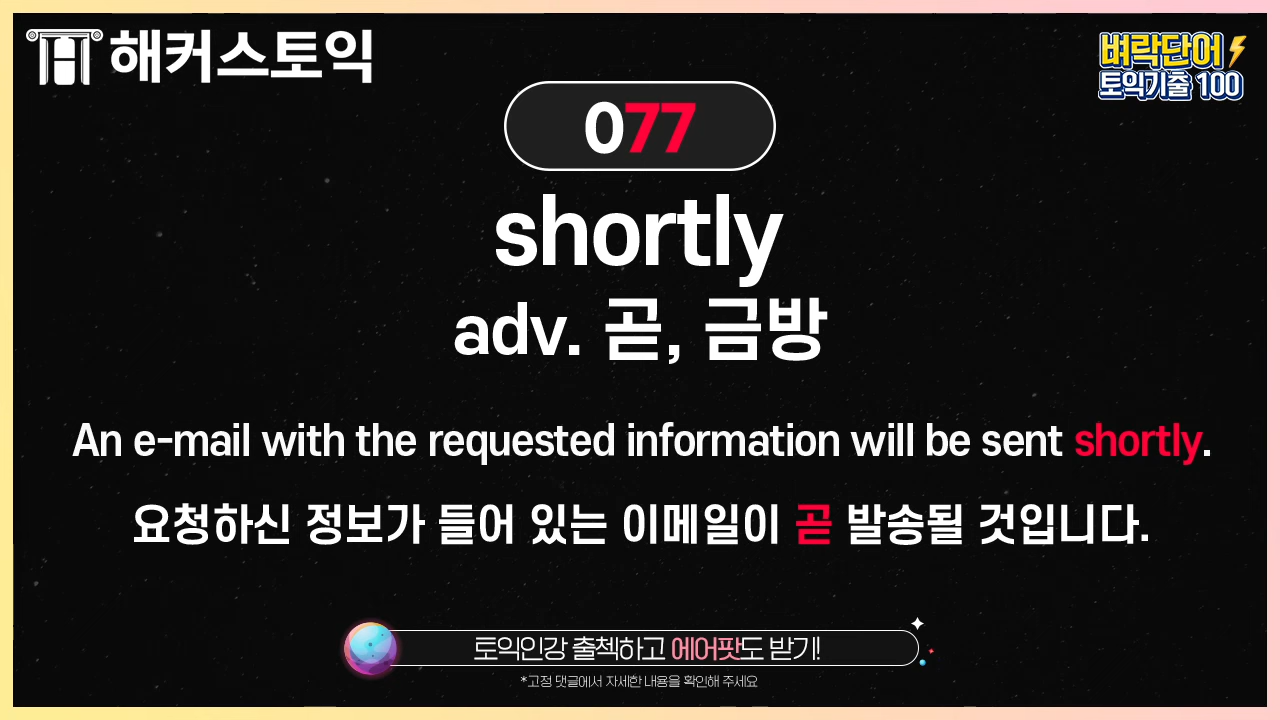 해커스토익
벼락단어
토익기출 100
077
shortly
adv. 곧, 금방
An e-mail with the requested information will be sent shortly.
요청하신 정보가 들어 있는 이메일이 곧 발송될 것입니다.
토익인강 출첵하고 에어팟도 받기!
*고정 댓글에서 자세한 내용을 확인해 주세요